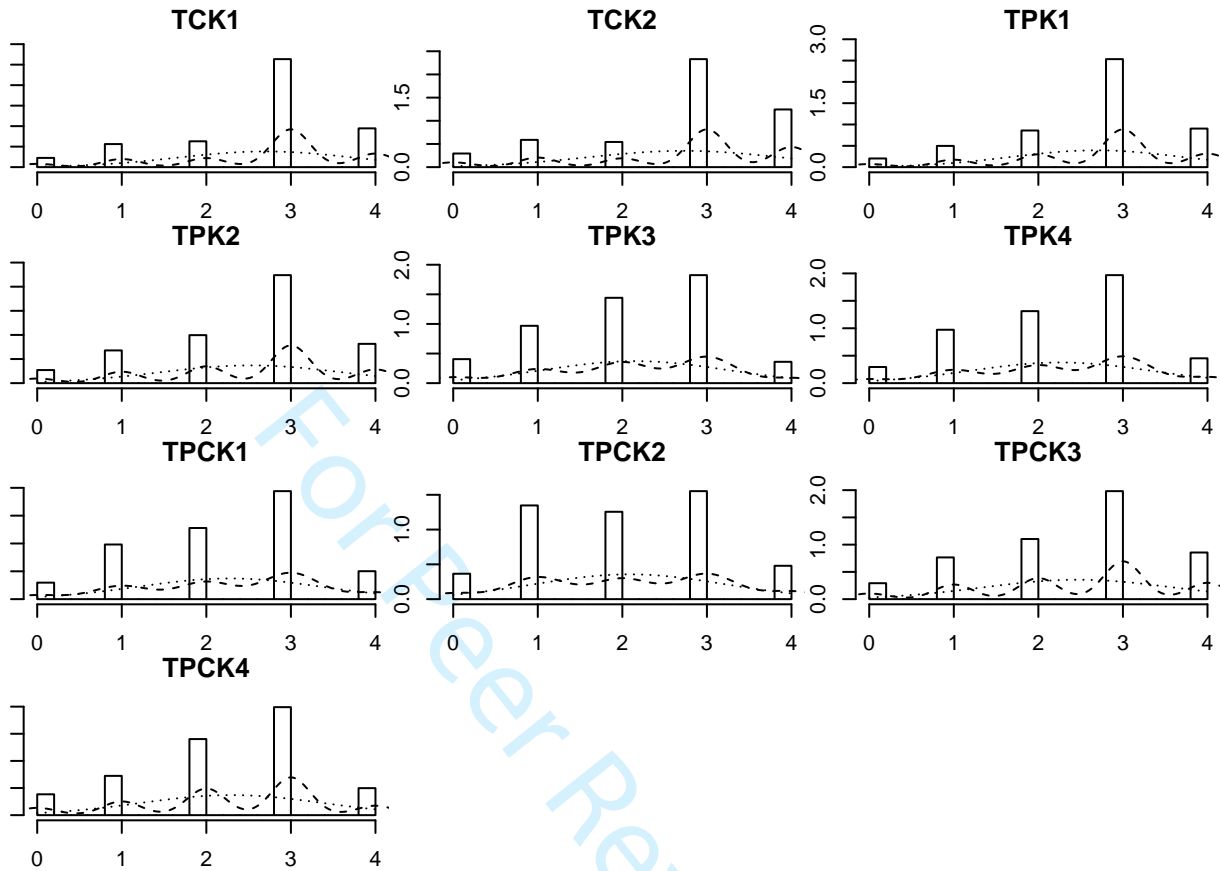 TCK1 TCK2 TPK1
0.0 1.5
0.0 1.5 3.0
0 1 2 3 4 0 1 2 3 4 0 1 2 3 4
TPK2 TPK3 TPK4
0.0 1.0 2.0
0.0 1.0 2.0
0 1 2 3 4 0 1 2 3 4 0 1 2 3 4
TPCK1 TPCK2 TPCK3
0.0 1.0
0.0 1.0 2.0
0 1 2 3 4 0 1 2 3 4 0 1 2 3 4
TPCK4
0 1 2 3 4
For Peer Re